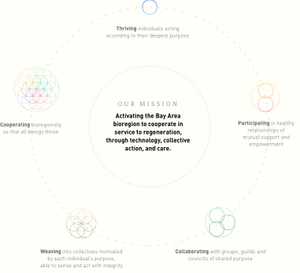 Thriving individuals acting
according to their deepest purpose
OUR MISSION
Activating the Bay Area
bioregion to cooperate in
service to regeneration,
through technology, collective
action, and care.
Cooperating bioregionally
so that all beings thrive
Participating in healthy
relationships of
mutual support and
empowerment
Weaving into collectives motivated
by each individual's purpose,
able to sense and act with integrity
Collaborating with groups, guilds, and
councils of shared purpose